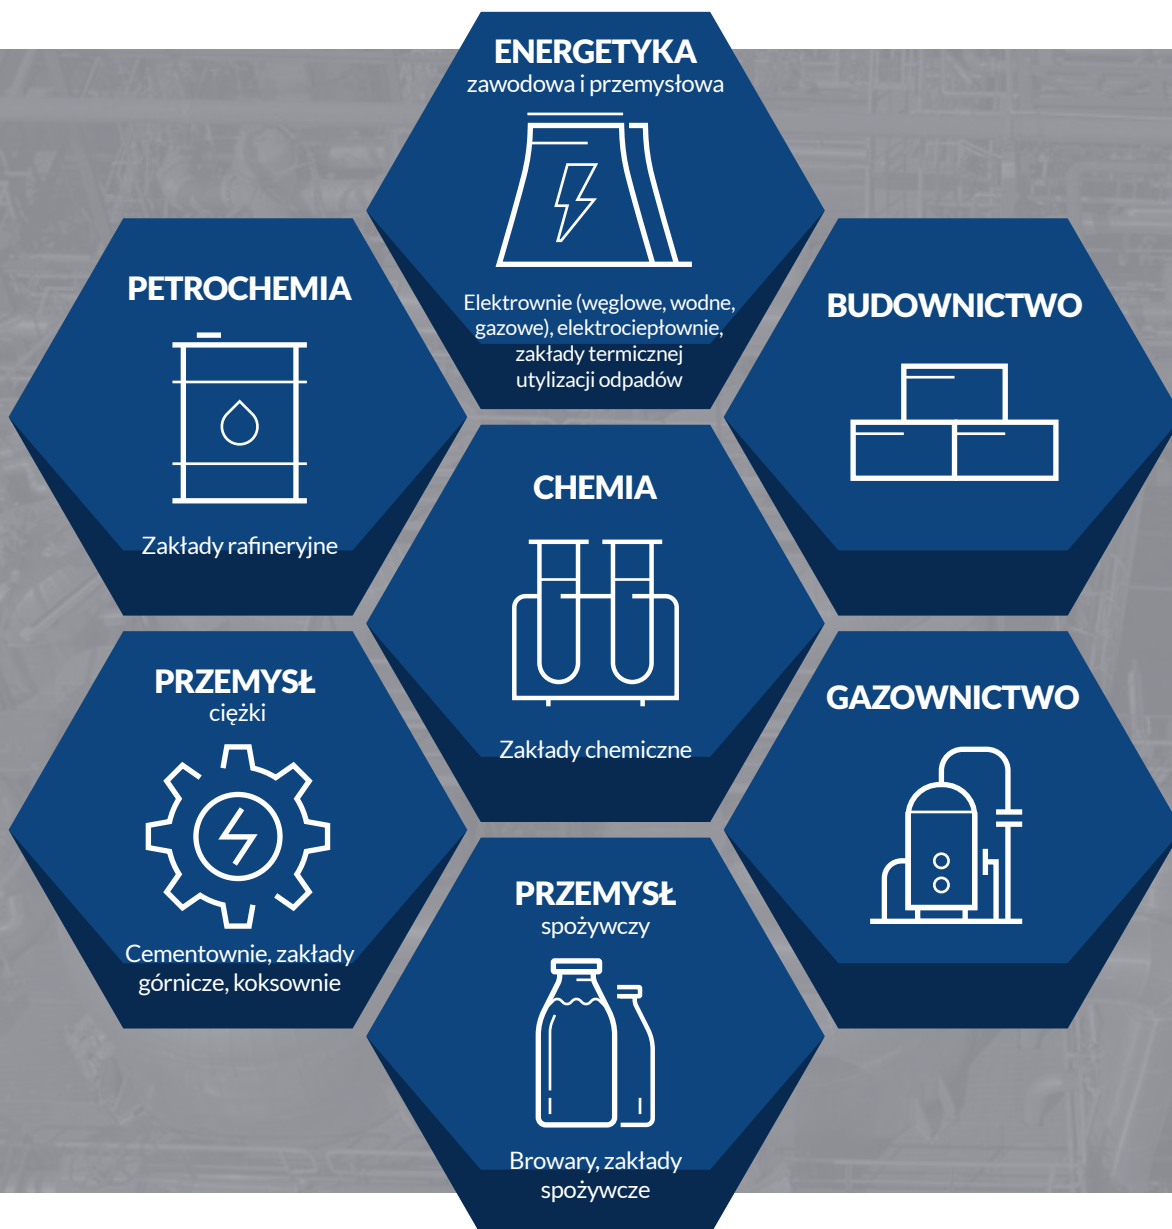 ENERGETYKA
zawodowa i przemysłowa
Elektrownie (węglowe, wodne,
gazowe), elektrociepłownie,
zakłady termicznej
utylizacji odpadów
PETROCHEMIA
Zakłady rafineryjne
BUDOWNICTWO
CHEMIA
Zakłady chemiczne
PRZEMYSŁ
ciężki
Cementownie, zakłady
górnicze, koksownie
GAZOWNICTWO
PRZEMYSŁ
spożywczy
Browary, zakłady
spożywcze